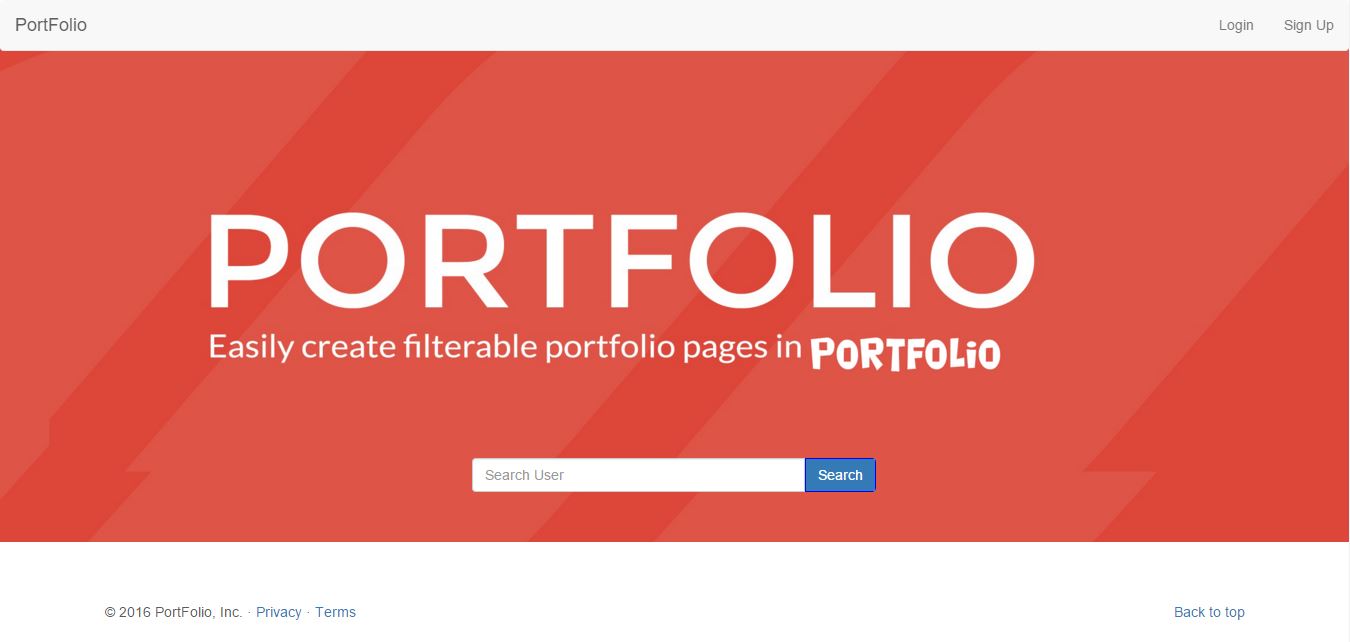 PortFolio Login Sign Up
PORTFOLIO
Easily create filterable portfolio pages in PORTFOLiO
Search User Search
© 2016 PortFolio, Inc. · Privacy · Terms Back to top